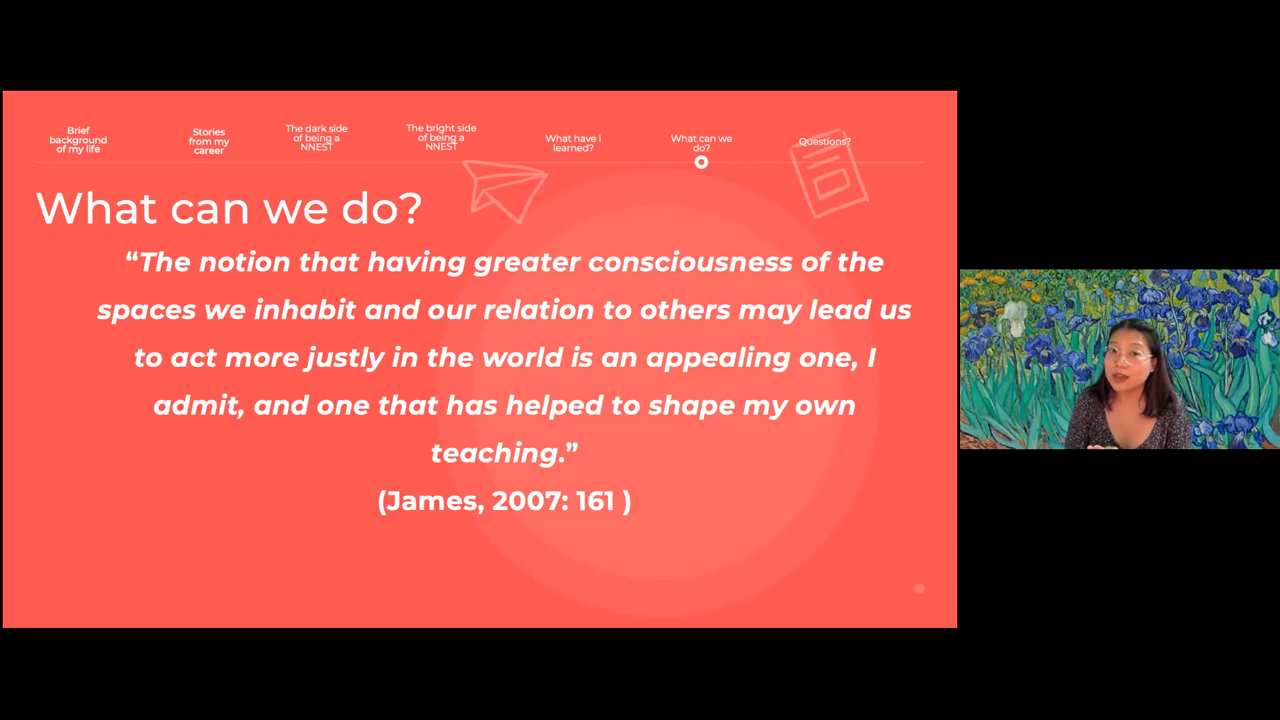 Brief
background
of my life
Stories
from my
career
The dark side
of being a
NNEST
The bright side
of being a
NNEST
What have I
learned?
What can we
do?
Questions?
What can we do?
“The notion that having greater consciousness of the
spaces we inhabit and our relation to others may lead us
to act more justly in the world is an appealing one, I
admit, and one that has helped to shape my own
teaching.”
(James, 2007: 161 )